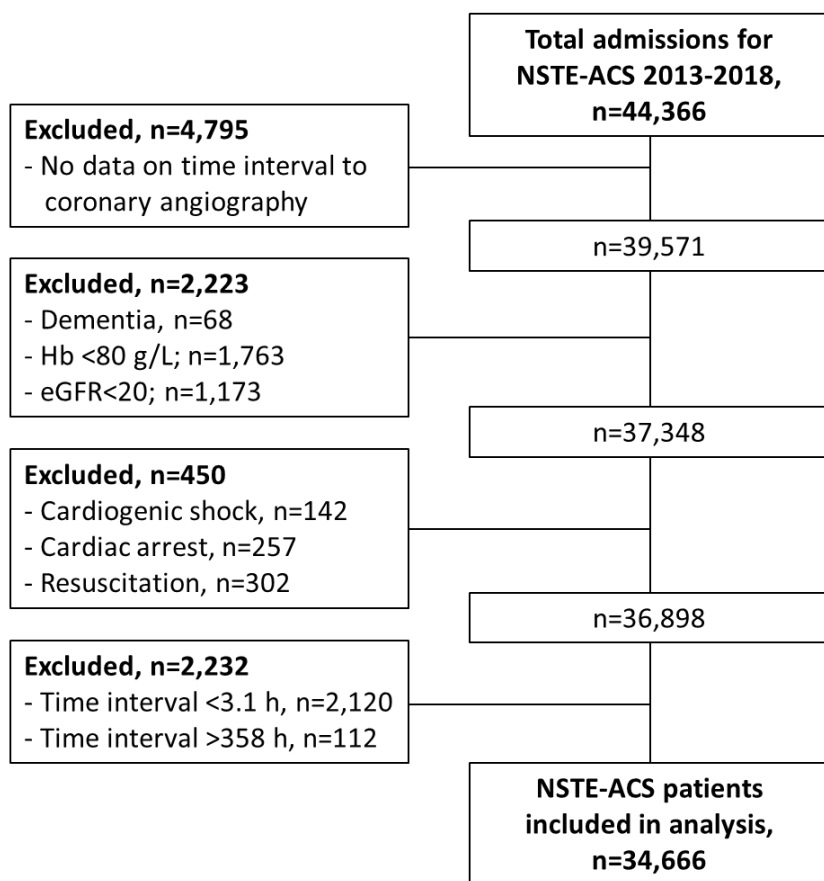 Total admissions for
NSTE-ACS 2013-2018,
n=44,366
Excluded, n=4,795
- No data on time interval to
coronary angiography
n=39,571
Excluded, n=2,223
- Dementia, n=68
- Hb <80 g/L; n=1,763
- eGFR<20; n=1,173
n=37,348
Excluded, n=450
- Cardiogenic shock, n=142
- Cardiac arrest, n=257
- Resuscitation, n=302
n=36,898
Excluded, n=2,232
- Time interval <3.1 h, n=2,120
- Time interval >358 h, n=112
NSTE-ACS patients
included in analysis,
n=34,666